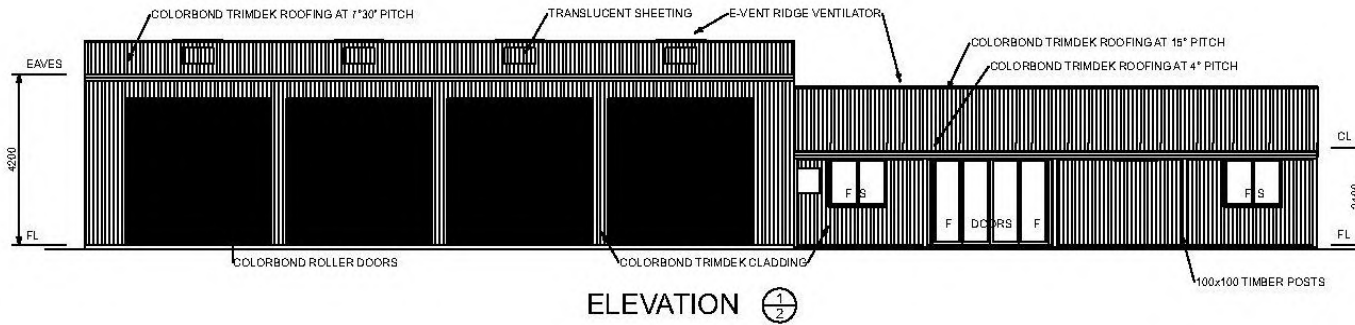 COLORBOND TRIMDEK ROOFING AT 7°30" PITCH
TRANSLUCENT SHEETING
E-VENT RIDGE VENTILATOR
COLORBOND TRIMDEK ROOFING AT 15° PITCH
COLORBOND TRIMDEK ROOFING AT 4° PITCH
EAVES
4200
FL
CL
FL
F S
F DOORS F
F S
COLORBOND ROLLER DOORS
COLORBOND TRIMDEK CLADDING
100x100 TIMBER POSTS
ELEVATION 1
2